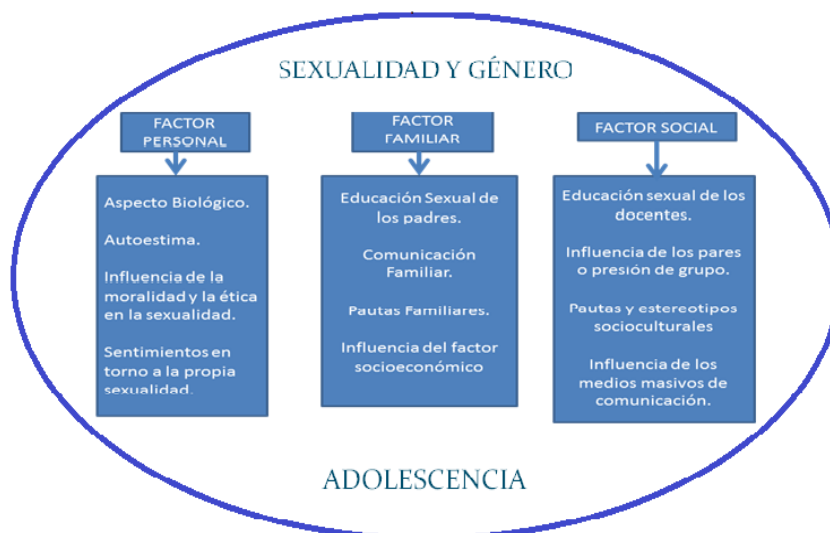 SEXUALIDAD Y GÉNERO
FACTOR
PERSONAL
Aspecto Biológico.
Autoestima.
Influencia de la
moralidad y la ética
en la sexualidad.
Sentimientos en
torno a la propia
sexualidad.
FACTOR
FAMILIAR
Educación Sexual de
los padres.
Comunicación
Familiar.
Pautas Familiares.
Influencia del factor
socioeconómico
FACTOR SOCIAL
Educación sexual de los
docentes.
Influencia de los pares
o presión de grupo.
Pautas y estereotipos
socioculturales
Influencia de los
medios masivos de
comunicación.
ADOLESCENCIA